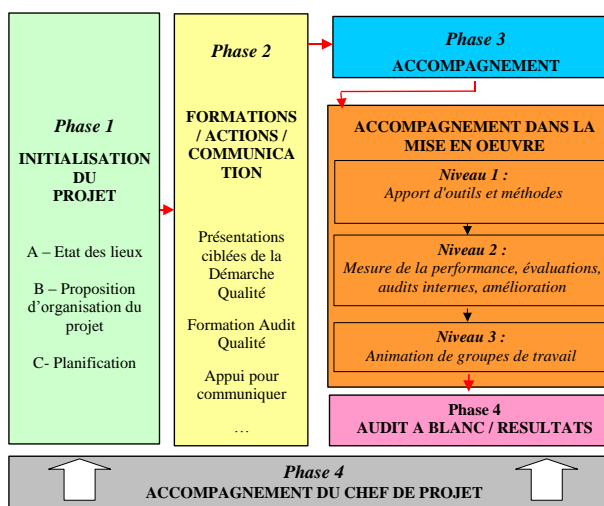 Phase 1
INITIALISATION
DU
PROJET
A – Etat des lieux
B – Proposition
d’organisation du
projet
C- Planification
Phase 2
FORMATIONS
/ ACTIONS /
COMMUNICA
TION
Présentations
ciblées de la
Démarche
Qualité
Formation Audit
Qualité
Appui pour
communiquer
…
Phase 3
ACCOMPAGNEMENT
ACCOMPAGNEMENT DANS LA
MISE EN OEUVRE
Niveau 1 :
Apport d'outils et méthodes
Niveau 2 :
Mesure de la performance, évaluations,
audits internes, amélioration
Niveau 3 :
Animation de groupes de travail
Phase 4
AUDIT A BLANC / RESULTATS
Phase 4
ACCOMPAGNEMENT DU CHEF DE PROJET